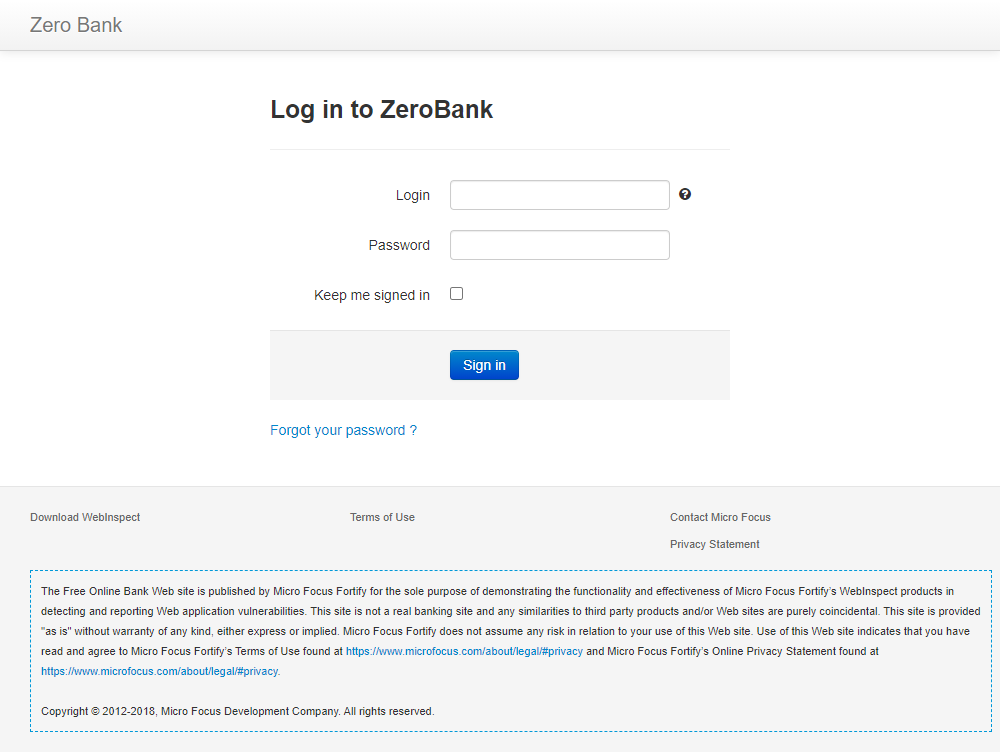 Zero Bank
Log in to ZeroBank
Login
Password
Keep me signed in
Sign in
Forgot your password ?
Download WebInspect
Terms of Use
Contact Micro Focus
Privacy Statement
The Free Online Bank Web site is published by Micro Focus Fortify for the sole purpose of demonstrating the functionality and effectiveness of Micro Focus Fortify's WebInspect products in
detecting and reporting Web application vulnerabilities. This site is not a real banking site and any similarities to third party products and/or Web sites are purely coincidental. This site is provided
"as is" without warranty of any kind, either express or implied. Micro Focus Fortify does not assume any risk in relation to your use of this Web site. Use of this Web site indicates that you have
read and agree to Micro Focus Fortify's Terms of Use found at https://www.microfocus.com/about/legal/#privacy and Micro Focus Fortify's Online Privacy Statement found at
https://www.microfocus.com/about/legal/#privacy.
Copyright © 2012-2018, Micro Focus Development Company. All rights reserved.